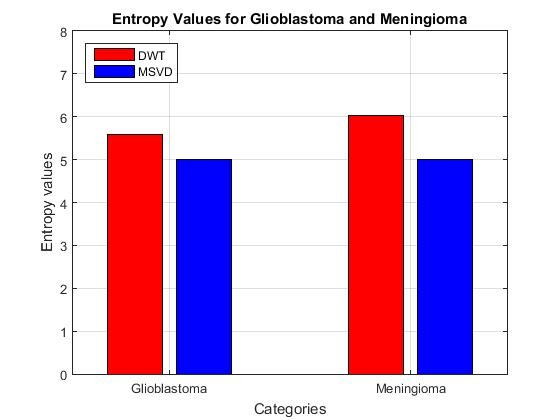 Entropy Values for Glioblastoma and Meningioma
DWT
MSVD
8
7
6
5
4
3
2
1
0
Entropy values
Glioblastoma
Meningioma
Categories